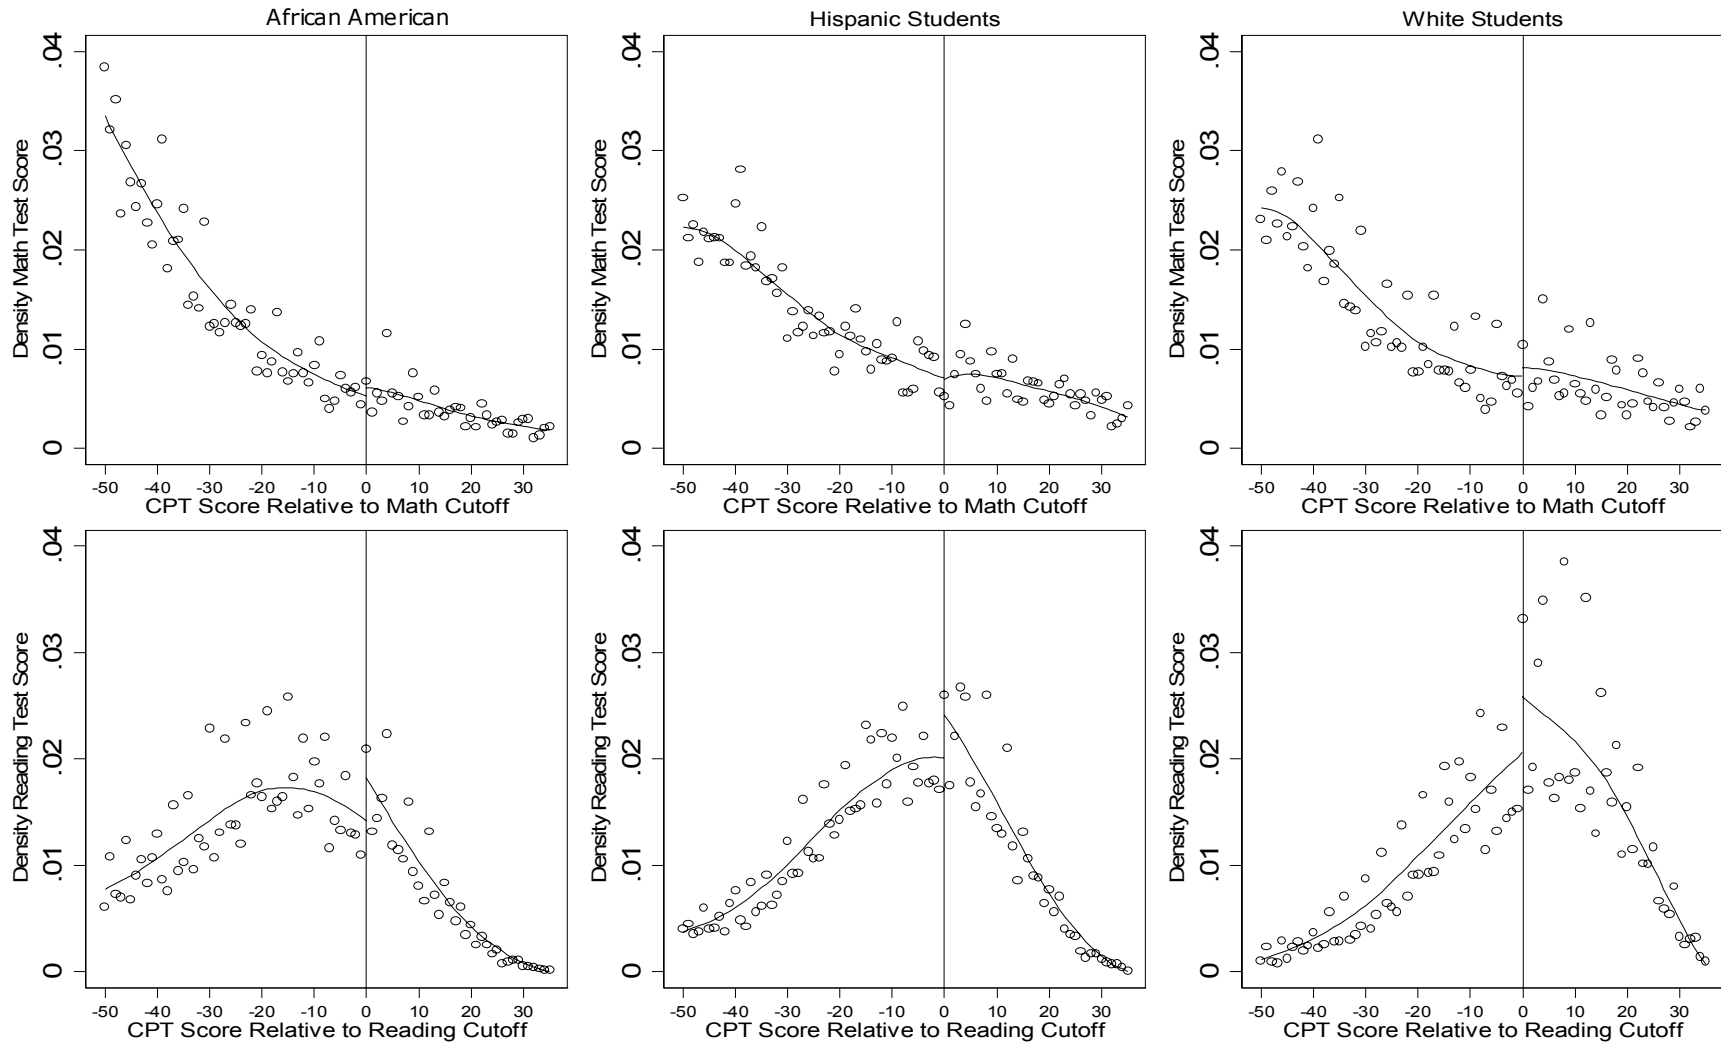 African American
Hispanic Students
White Students
Density Math Test Score
0 .01 .02 .03 .04
-50 -40 -30 -20 -10 0 10 20 30
CPT Score Relative to Math Cutoff
Density Math Test Score
0 .01 .02 .03 .04
-50 -40 -30 -20 -10 0 10 20 30
CPT Score Relative to Math Cutoff
Density Math Test Score
0 .01 .02 .03 .04
-50 -40 -30 -20 -10 0 10 20 30
CPT Score Relative to Math Cutoff
Density Reading Test Score
0 .01 .02 .03 .04
-50 -40 -30 -20 -10 0 10 20 30
CPT Score Relative to Reading Cutoff
Density Reading Test Score
0 .01 .02 .03 .04
-50 -40 -30 -20 -10 0 10 20 30
CPT Score Relative to Reading Cutoff
Density Reading Test Score
0 .01 .02 .03 .04
-50 -40 -30 -20 -10 0 10 20 30
CPT Score Relative to Reading Cutoff